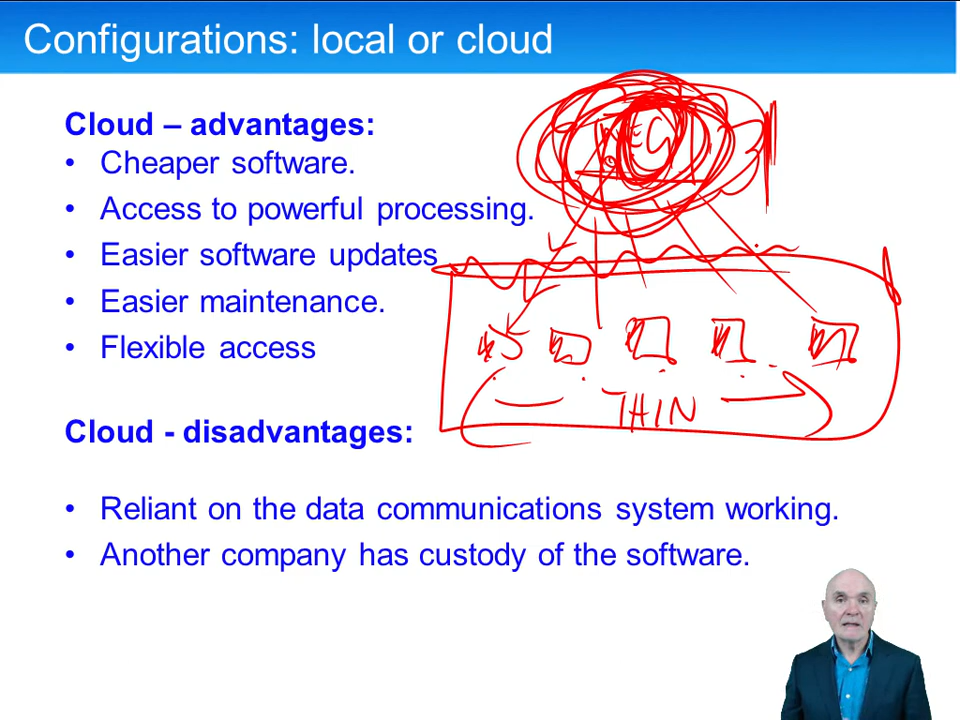 Configurations: local or cloud
Cloud – advantages:
• Cheaper software.
• Access to powerful processing.
• Easier software updates
• Easier maintenance.
• Flexible access
THIN
Cloud - disadvantages:
• Reliant on the data communications system working.
• Another company has custody of the software.